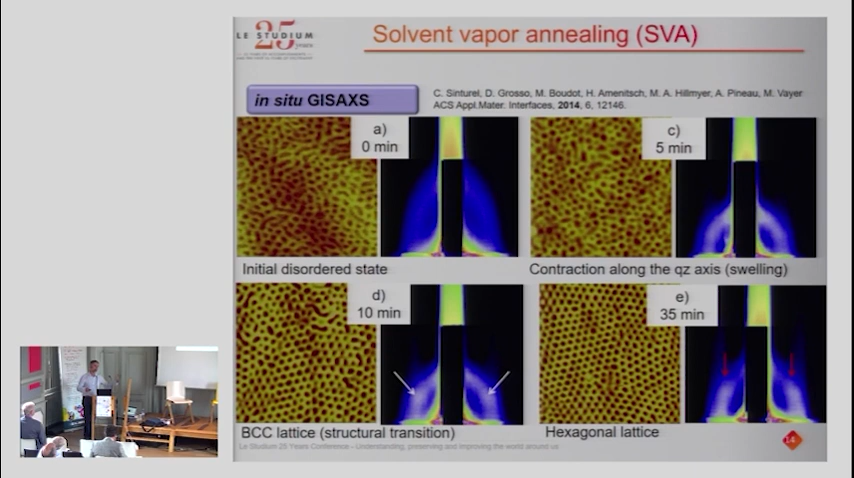 LE STUDIUM
25
years
Solvent vapor annealing (SVA)
in situ GISAXS
C. Sinturel, D. Grosso, M. Boudot, H. Amenitsch, M. A. Hillmyer, A. Pineau, M. Vayer
ACS Appl.Mater. Interfaces, 2014, 6, 12146.
a)
0 min
c)
5 min
Initial disordered state
Contraction along the qz axis (swelling)
d)
10 min
e)
35 min
BCC lattice (structural transition)
Hexagonal lattice
Le Studium 25 Years Conference - Understanding, preserving and improving the world around us
14